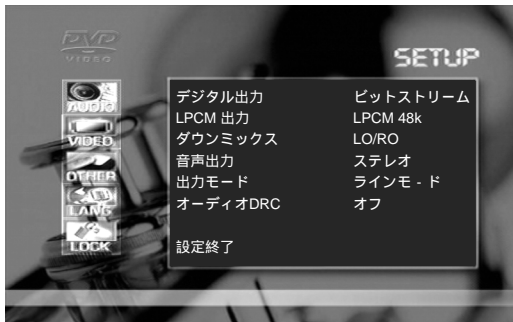 DVD
VIDEO
SETUP
AUDIO
VIDEO
OTHER
LANG
LOCK
デジタル出力 ビットストリーム
LPCM 出力 LPCM 48k
ダウンミックス LO/RO
音声出力 ステレオ
出力モード ラインモ - ド
オーディオDRC オフ
設定終了